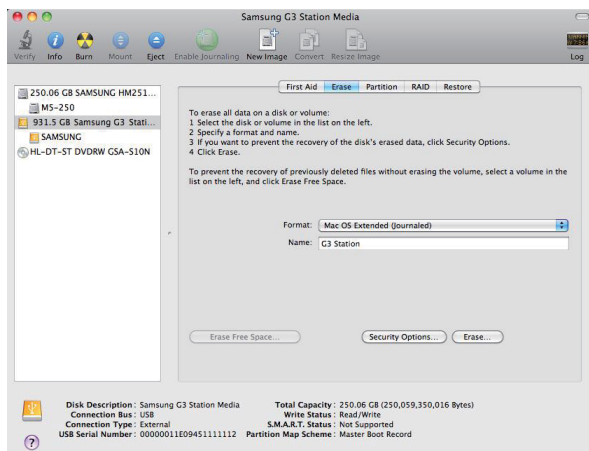 Samsung G3 Station Media
Verify Info Burn Mount Eject Enable Journaling New Image Convert Resize Image Log
First Aid Erase Partition RAID Restore
250.06 GB SAMSUNG HM251...
MS-250
931.5 GB Samsung G3 Stati...
SAMSUNG
HL-DT-ST DVDRW GSA-S10N
To erase all data on a disk or volume:
1 Select the disk or volume in the list on the left.
2 Specify a format and name.
3 If you want to prevent the recovery of the disk's erased data, click Security Options.
4 Click Erase.
To prevent the recovery of previously deleted files without erasing the volume, select a volume in the
list on the left, and click Erase Free Space.
Format: Mac OS Extended (Journaled)
Name: G3 Station
Erase Free Space... Security Options... Erase...
Disk Description : Samsung G3 Station Media Total Capacity : 250.06 GB (250,059,350,016 Bytes)
Connection Bus : USB Write Status : Read/Write
Connection Type : External S.M.A.R.T. Status : Not Supported
USB Serial Number : 00000011E09451111112 Partition Map Scheme : Master Boot Record
?